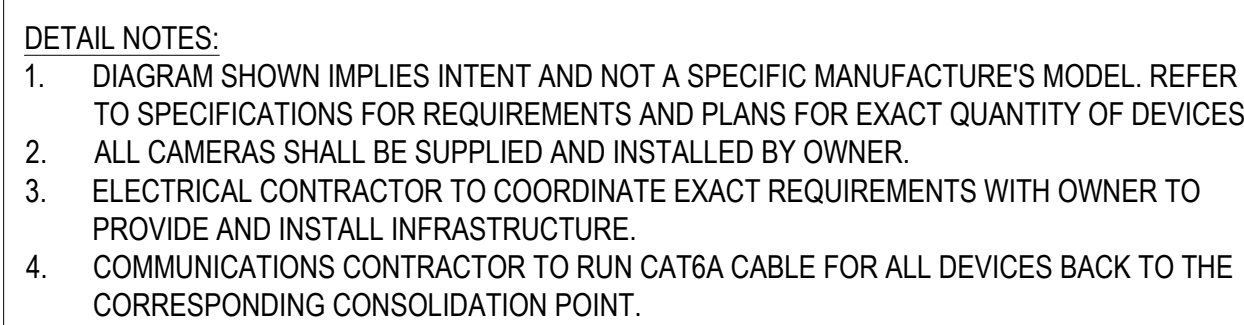 DETAIL NOTES:
1. DIAGRAM SHOWN IMPLIES INTENT AND NOT A SPECIFIC MANUFACTURE'S MODEL. REFER
TO SPECIFICATIONS FOR REQUIREMENTS AND PLANS FOR EXACT QUANTITY OF DEVICES
2. ALL CAMERAS SHALL BE SUPPLIED AND INSTALLED BY OWNER.
3. ELECTRICAL CONTRACTOR TO COORDINATE EXACT REQUIREMENTS WITH OWNER TO
PROVIDE AND INSTALL INFRASTRUCTURE.
4. COMMUNICATIONS CONTRACTOR TO RUN CAT6A CABLE FOR ALL DEVICES BACK TO THE
CORRESPONDING CONSOLIDATION POINT.